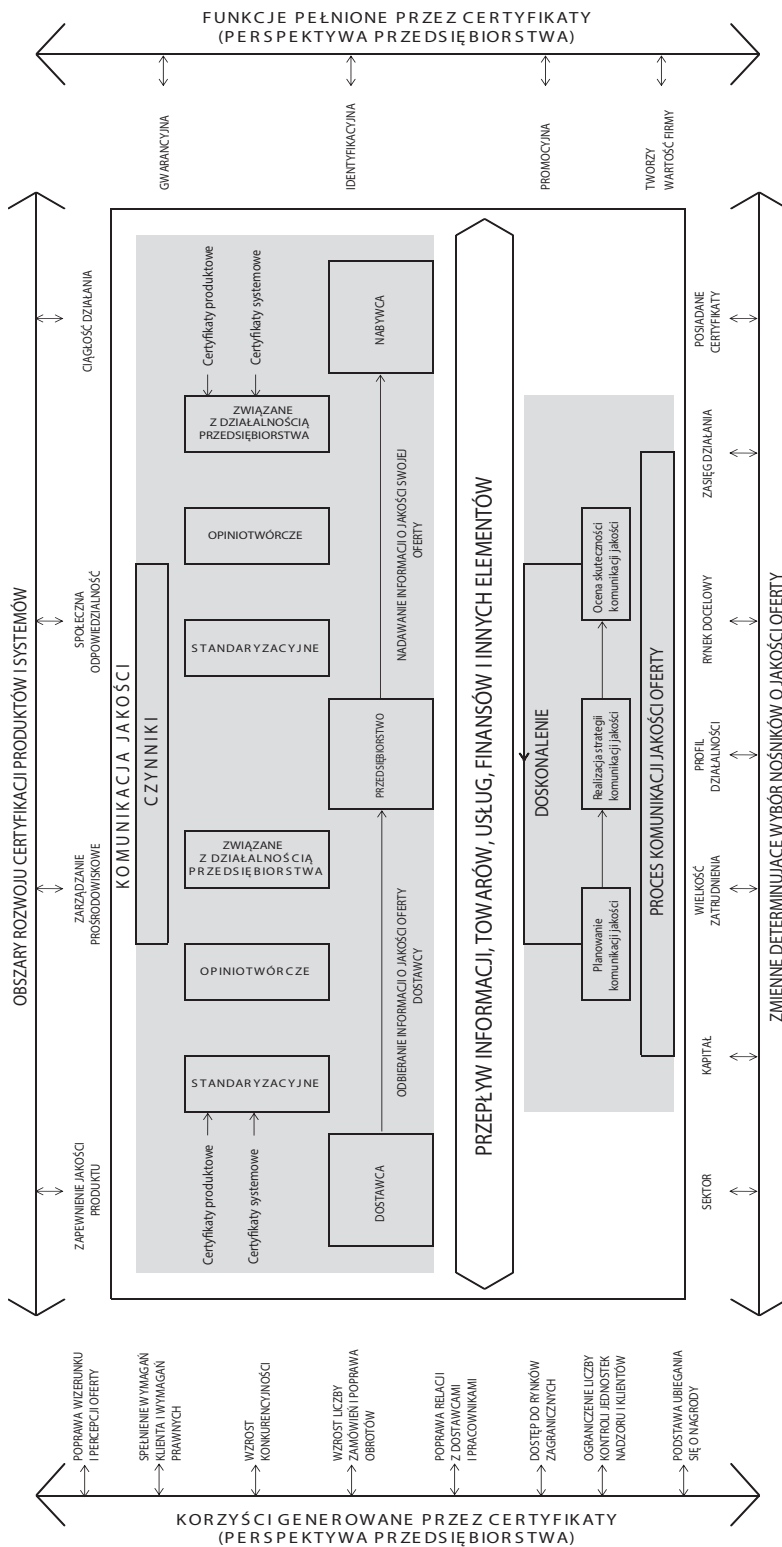 FUNKCJE PEŁNIONE PRZEZ CERTYFIKATY
(PERSPEKTYWA PRZEDSIĘBIORSTWA)
GWARANCYJNA
IDENTYFIKACYJNA
PROMOCYJNA
TWORZY
WARTOŚĆ FIRMY
OBSZARY ROZWOJU CERTYFIKACJI PRODUKTÓW I SYSTEMÓW
ZAPEWNIENIE JAKOŚCI
PRODUKTU
ZARZĄDZANIE
PROŚRODOWISKOWE
SPOŁECZNA
ODPOWIEDZIALNOŚĆ
CIĄGŁOŚĆ DZIAŁANIA
KOMUNIKACJA JAKOŚCI
CZYNNIKI
Certyfikaty produktowe
Certyfikaty systemowe
STANDARYZACYJNE
OPINIOTWÓRCZE
ZWIĄZANE
Z DZIAŁALNOŚCIĄ
PRZEDSIĘBIORSTWA
STANDARYZACYJNE
OPINIOTWÓRCZE
ZWIĄZANE
Z DZIAŁALNOŚCIĄ
PRZEDSIĘBIORSTWA
Certyfikaty produktowe
Certyfikaty systemowe
DOSTAWCA
ODBIERANIE INFORMACJI O JAKOŚCI OFERTY
DOSTAWCY
PRZEDSIĘBIORSTWO
NADAWANIE INFORMACJI O JAKOŚCI SWOJEJ
OFERTY
NABYWCA
PRZEPŁYW INFORMACJI, TOWARÓW, USŁUG, FINANSÓW I INNYCH ELEMENTÓW
DOSKONALENIE
Planowanie
komunikacji jakości
Realizacja strategii
komunikacji jakości
Ocena skuteczności
komunikacji jakości
PROCES KOMUNIKACJI JAKOŚCI OFERTY
SEKTOR
KAPITAŁ
WIELKOŚĆ
ZATRUDNIENIA
PROFIL
DZIAŁALNOŚCI
RYNEK DOCELOWY
ZASIĘG DZIAŁANIA
POSIADANE
CERTYFIKATY
ZMIENNE DETERMINUJĄCE WYBÓR NOŚNIKÓW O JAKOŚCI OFERTY
POPRAWA WIZERUNKU
I PERCEPCJI OFERTY
SPEŁNIENIE WYMAGAŃ
KLIENTA I WYMAGAŃ
PRAWNYCH
WZROST
KONKURENCYJNOŚCI
WZROST LICZBY
ZAMÓWIEŃ I POPRAWA
OBROTÓW
POPRAWA RELACJI
Z DOSTAWCAMI
I PRACOWNIKAMI
DOSTĘP DO RYNKÓW
ZAGRANICZNYCH
OGRANICZENIE LICZBY
KONTROLI JEDNOSTEK
NADZORU I KLIENTÓW
PODSTAWA UBIEGANIA
SIĘ O NAGRODY
KORZYŚCI GENEROWANE PRZEZ CERTYFIKATY
(PERSPEKTYWA PRZEDSIĘBIORSTWA)